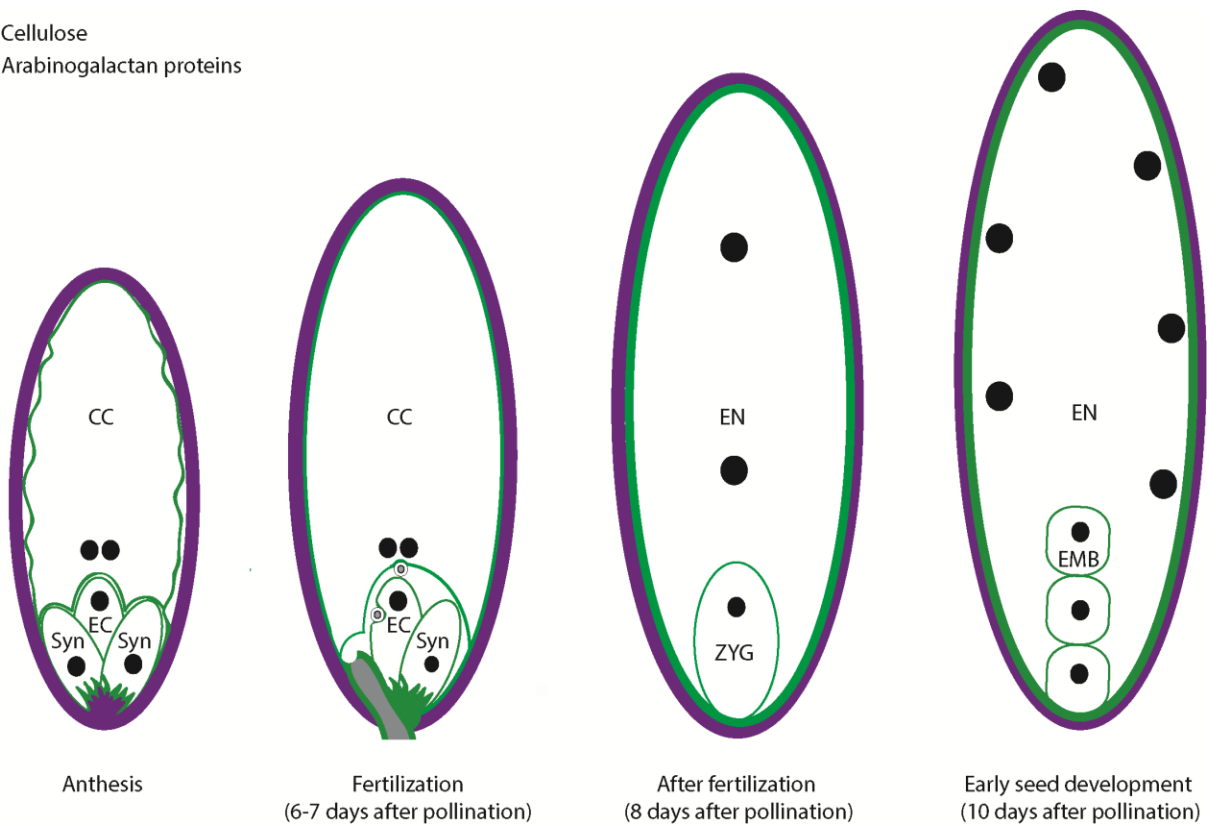 Cellulose
Arabinogalactan proteins
CC
EC
Syn
Syn
Anthesis
CC
EC
Syn
Fertilization
(6-7 days after pollination)
EN
ZYG
After fertilization
(8 days after pollination)
EN
EMB
Early seed development
(10 days after pollination)